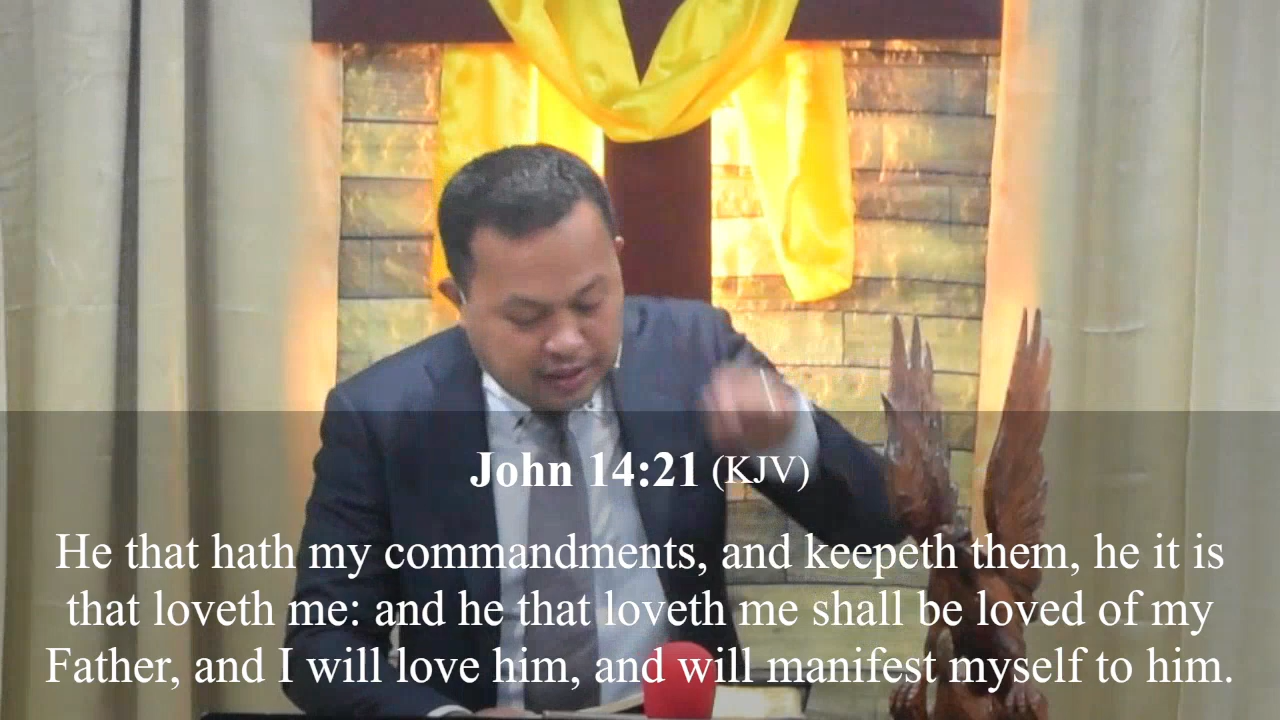 John 14:21 (KJV)
He that hath my commandments, and keepeth them, he it is
that loveth me: and he that loveth me shall be loved of my
Father, and I will love him, and will manifest myself to him.